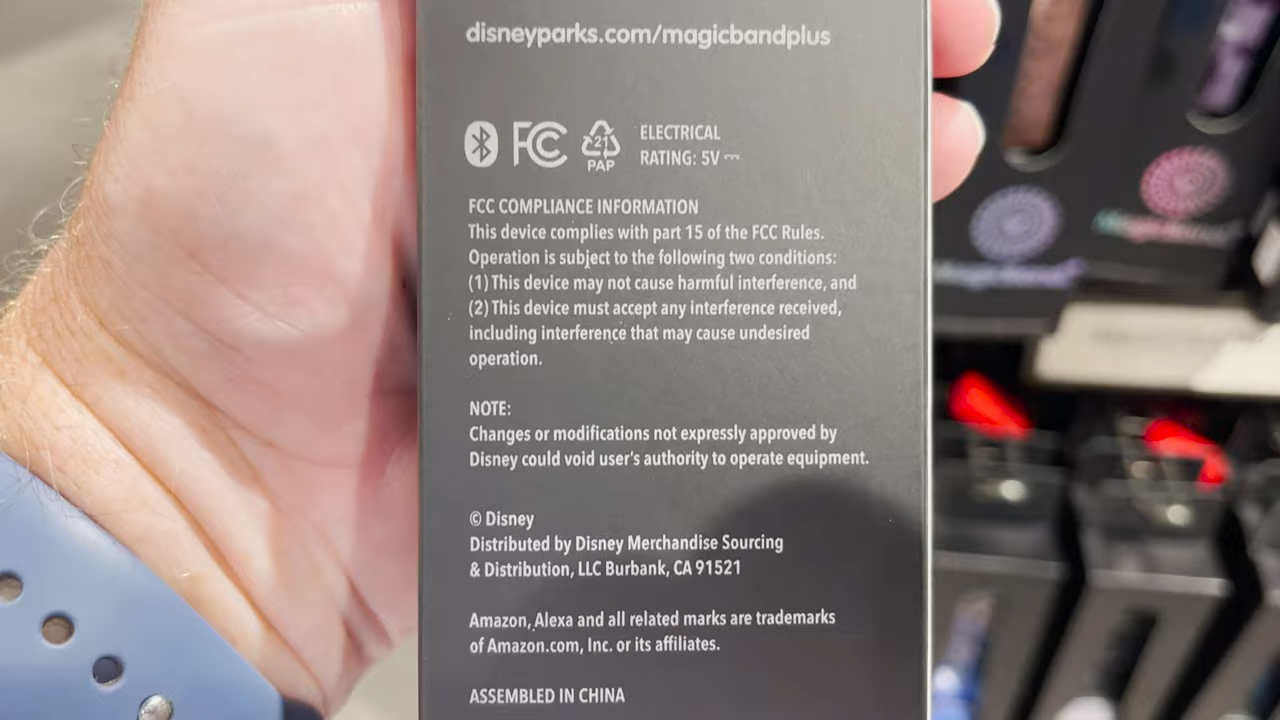 disneyparks.com/magicbandplus
FC
21
PAP
ELECTRICAL
RATING: 5V ⎓
FCC COMPLIANCE INFORMATION
This device complies with part 15 of the FCC Rules.
Operation is subject to the following two conditions:
(1) This device may not cause harmful interference, and
(2) This device must accept any interference received,
including interference that may cause undesired
operation.
NOTE:
Changes or modifications not expressly approved by
Disney could void user's authority to operate equipment.
© Disney
Distributed by Disney Merchandise Sourcing
& Distribution, LLC Burbank, CA 91521
Amazon, Alexa and all related marks are trademarks
of Amazon.com, Inc. or its affiliates.
ASSEMBLED IN CHINA